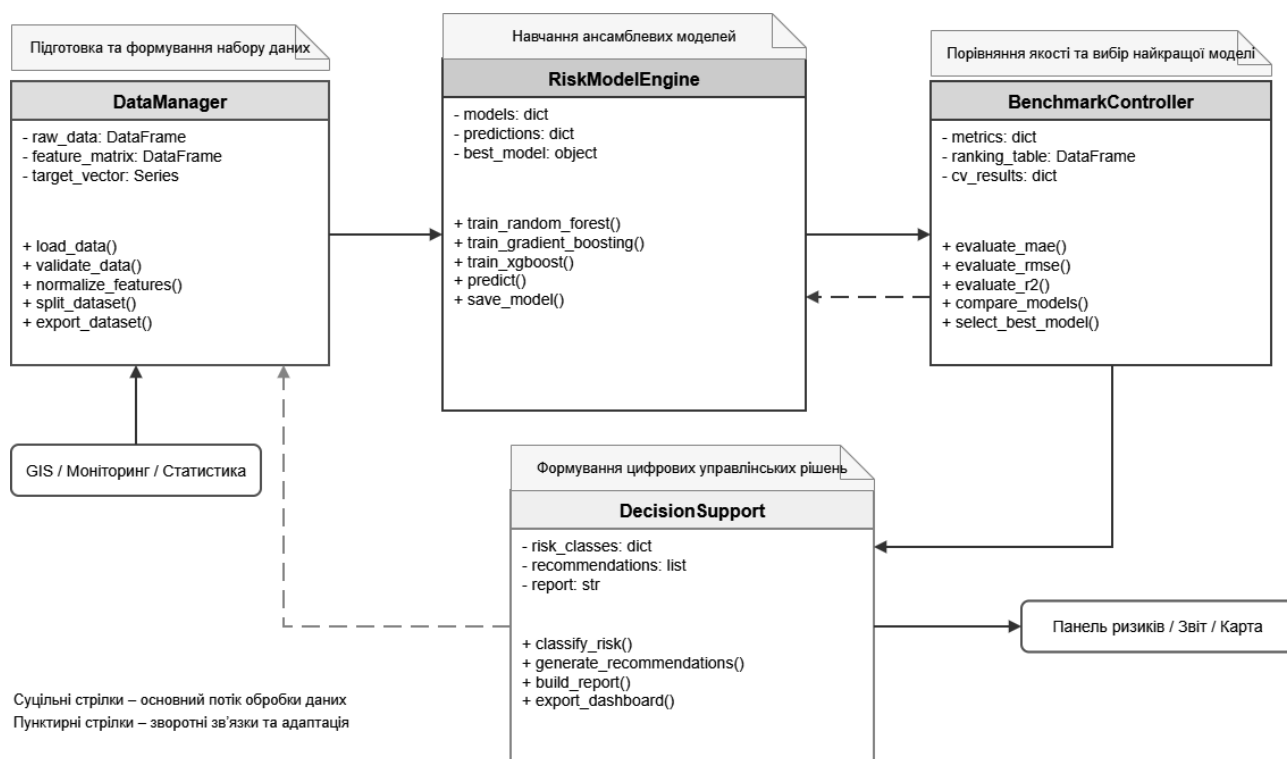 Підготовка та формування набору даних
DataManager
- raw_data: DataFrame
- feature_matrix: DataFrame
- target_vector: Series
+ load_data()
+ validate_data()
+ normalize_features()
+ split_dataset()
+ export_dataset()
GIS / Моніторинг / Статистика
Навчання ансамблевих моделей
RiskModelEngine
- models: dict
- predictions: dict
- best_model: object
+ train_random_forest()
+ train_gradient_boosting()
+ train_xgboost()
+ predict()
+ save_model()
Порівняння якості та вибір найкращої моделі
BenchmarkController
- metrics: dict
- ranking_table: DataFrame
- cv_results: dict
+ evaluate_mae()
+ evaluate_rmse()
+ evaluate_r2()
+ compare_models()
+ select_best_model()
Формування цифрових управлінських рішень
DecisionSupport
- risk_classes: dict
- recommendations: list
- report: str
+ classify_risk()
+ generate_recommendations()
+ build_report()
+ export_dashboard()
Панель ризиків / Звіт / Карта
Суцільні стрілки – основний потік обробки даних
Пунктирні стрілки – зворотні зв'язки та адаптація